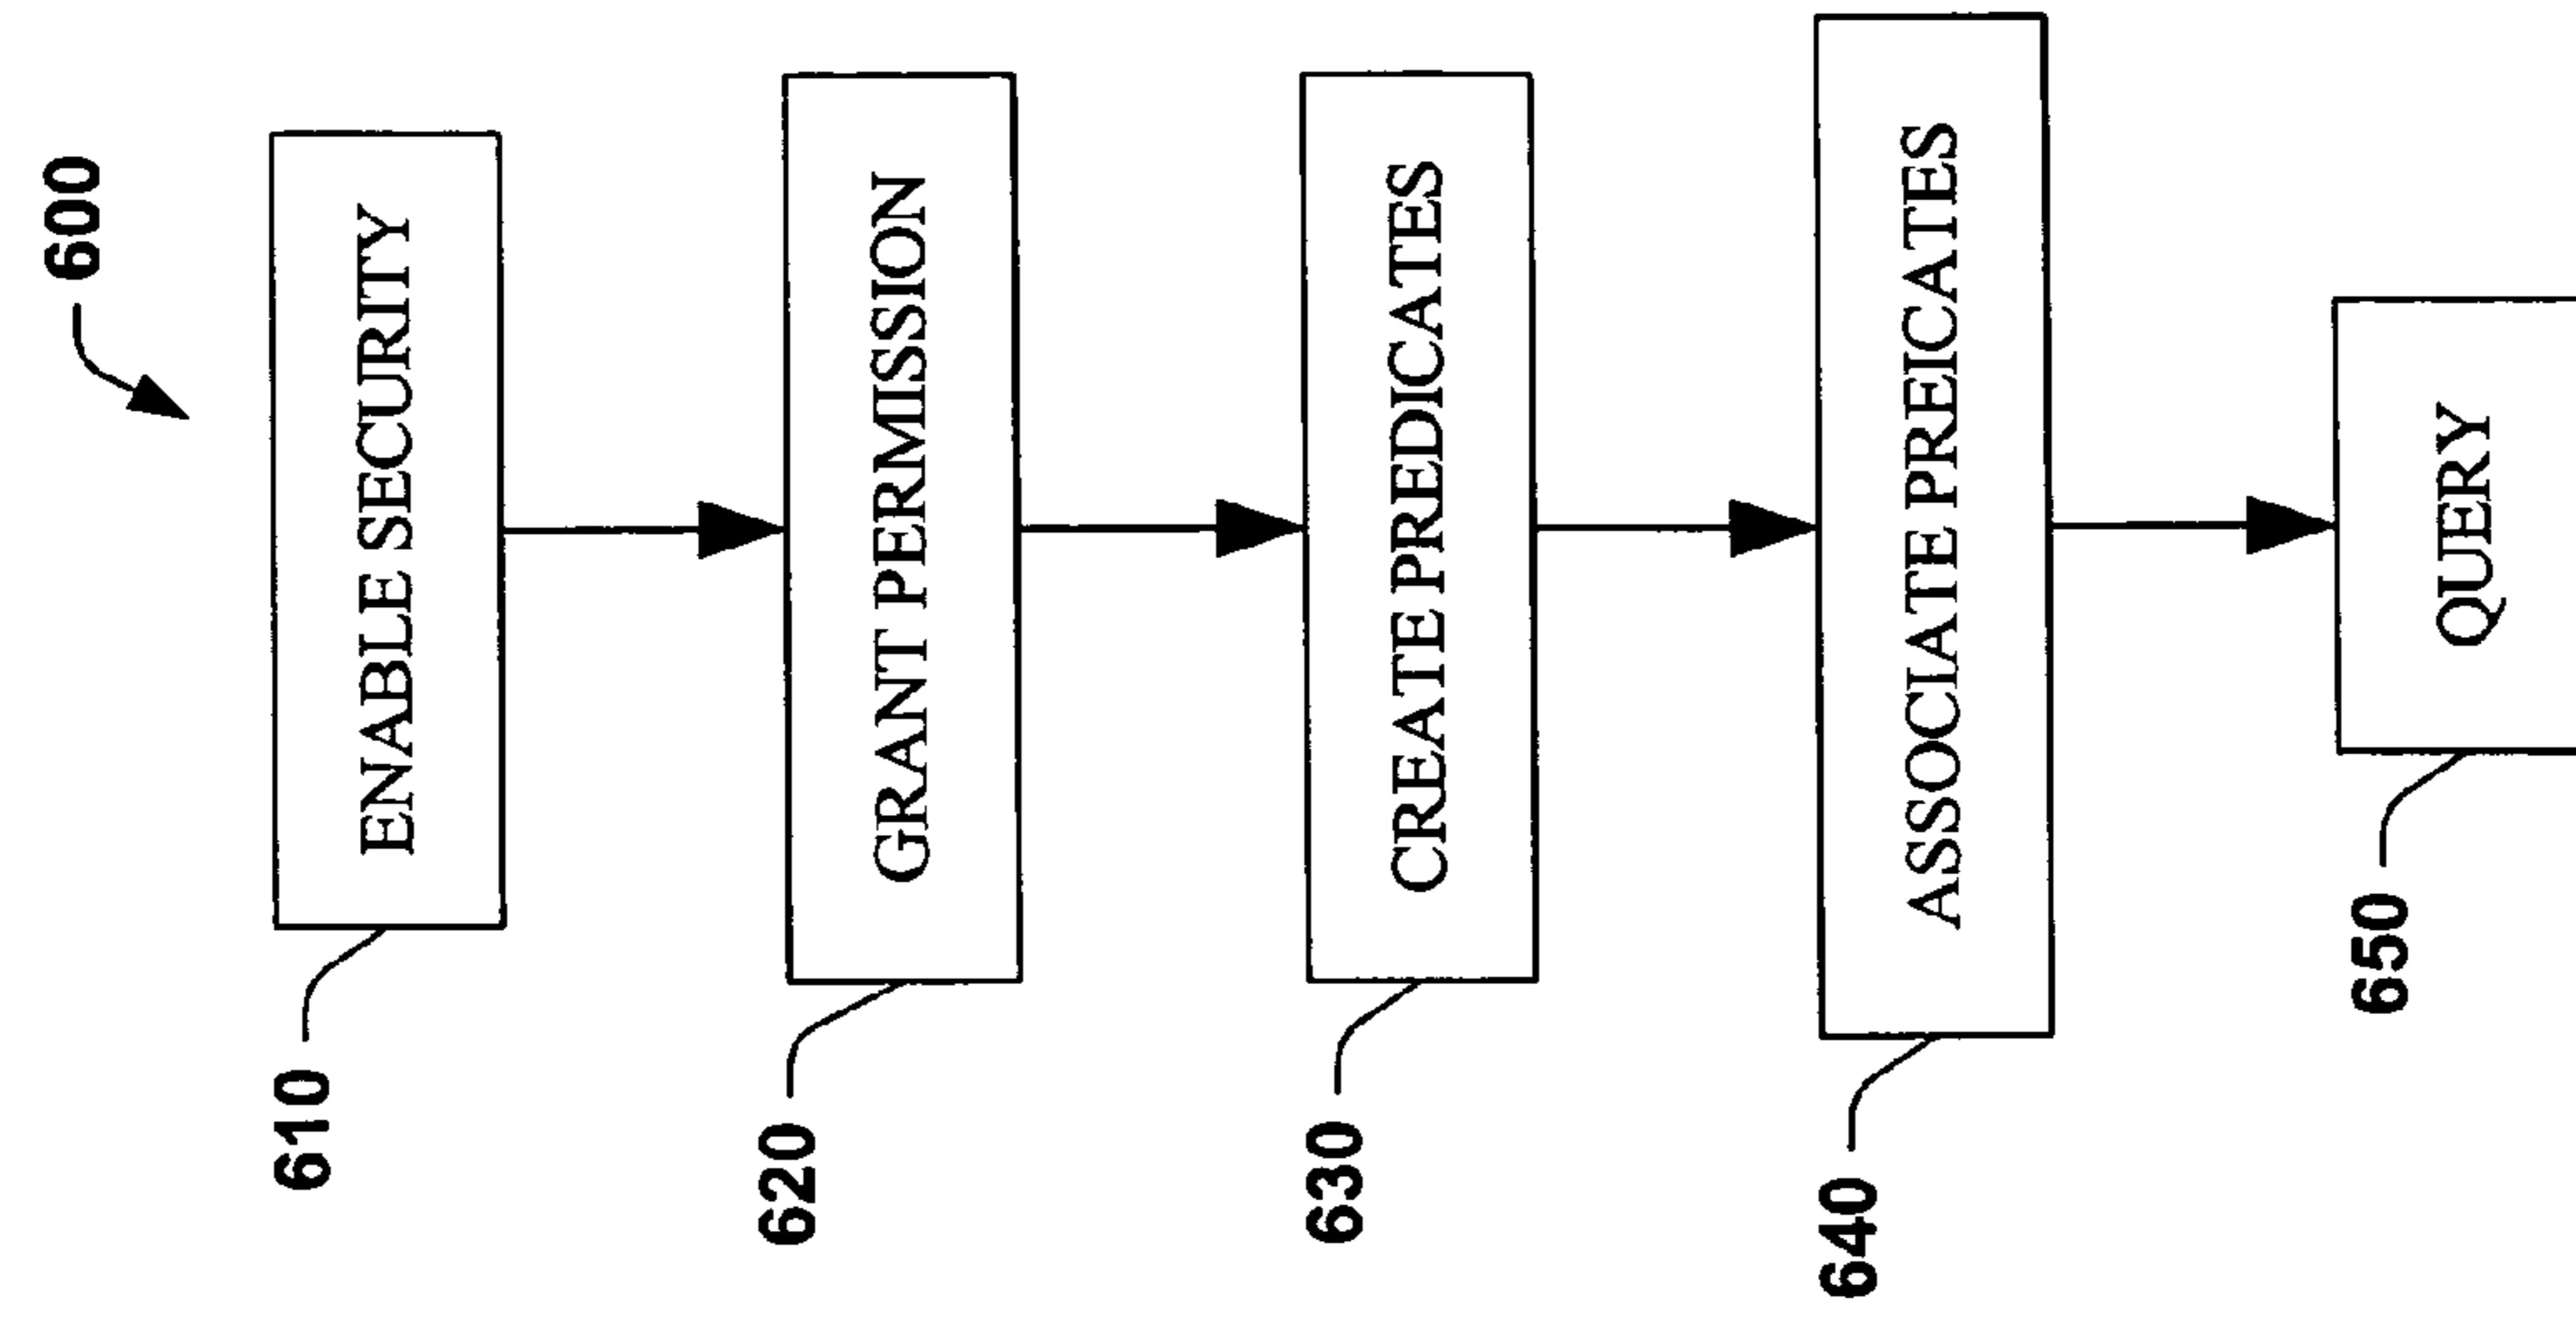 600
610
ENABLE SECURITY
620
GRANT PERMISSION
630
CREATE PREDICATES
640
ASSOCIATE PREICATES
650
QUERY